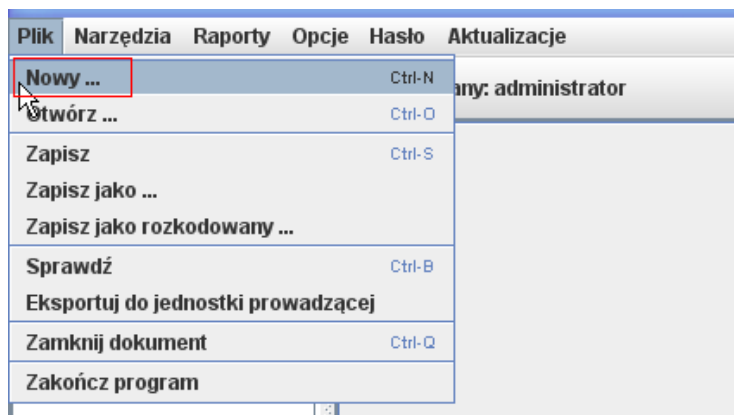 Plik Narzędzia Raporty Opcje Hasło Aktualizacje
Nowy ... Ctrl-N
any: administrator
Otwórz ... Ctrl-O
Zapisz Ctrl-S
Zapisz jako ...
Zapisz jako rozkodowany ...
Sprawdź Ctrl-B
Eksportuj do jednostki prowadzącej
Zamknij dokument Ctrl-Q
Zakończ program